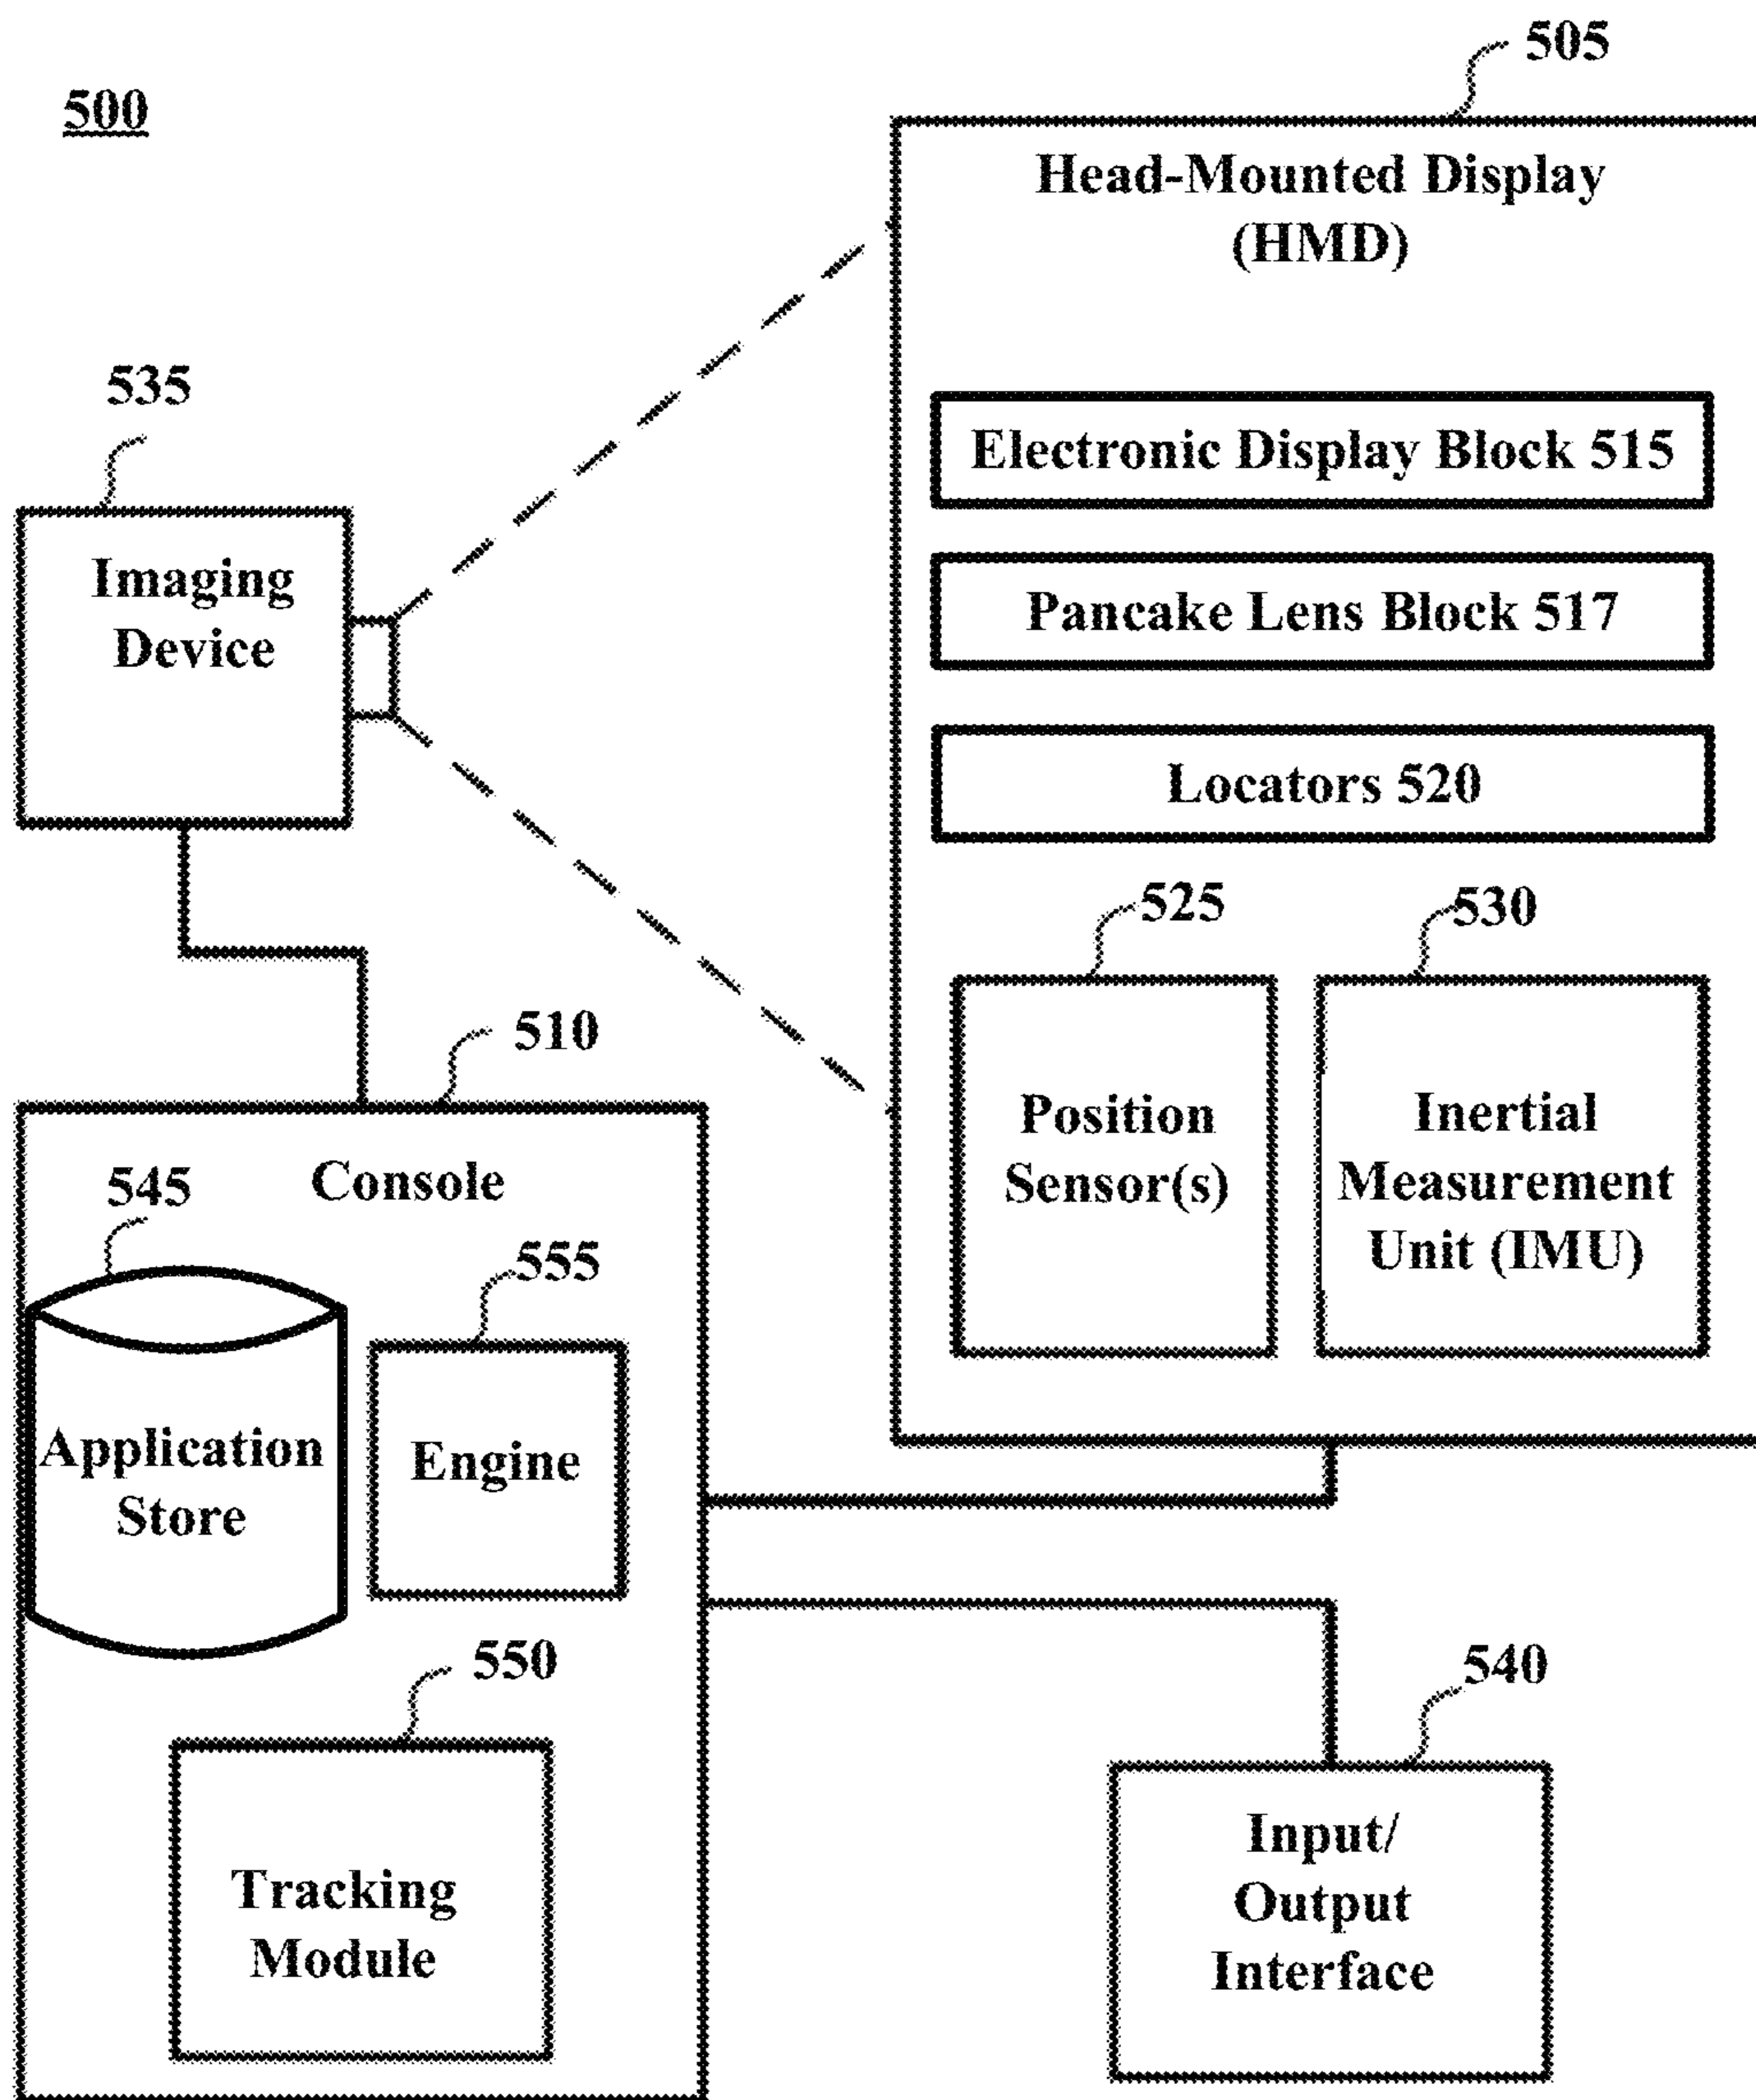 500
505
Head-Mounted Display
(HMD)
Electronic Display Block 515
Pancake Lens Block 517
Locators 520
525
530
Position
Sensor(s)
Inertial
Measurement
Unit (IMU)
535
Imaging
Device
510
Console
545
555
Application
Store
Engine
550
Tracking
Module
540
Input/
Output
Interface